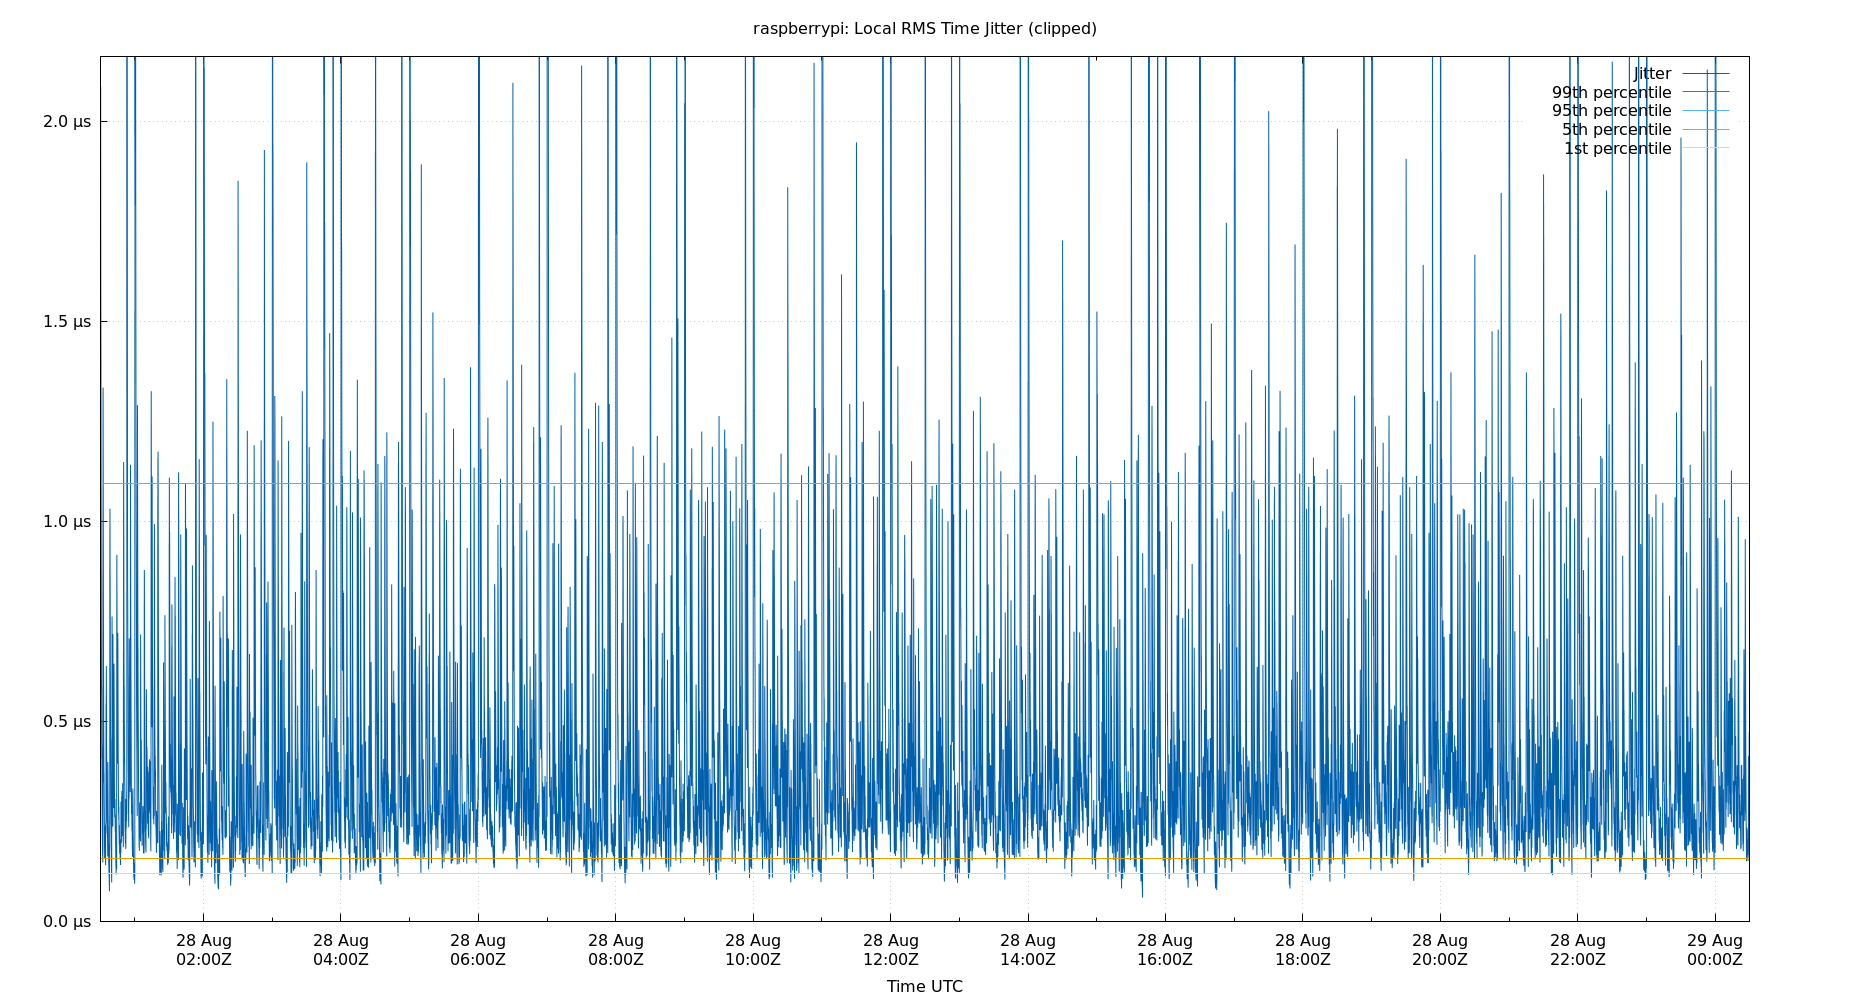 raspberrypi: Local RMS Time Jitter (clipped)
Jitter
99th percentile
95th percentile
5th percentile
1st percentile
2.0 µs
1.5 µs
1.0 µs
0.5 µs
0.0 µs
28 Aug 28 Aug 28 Aug 28 Aug 28 Aug 28 Aug 28 Aug 28 Aug 28 Aug 28 Aug 28 Aug 29 Aug
02:00Z 04:00Z 06:00Z 08:00Z 10:00Z 12:00Z 14:00Z 16:00Z 18:00Z 20:00Z 22:00Z 00:00Z
Time UTC